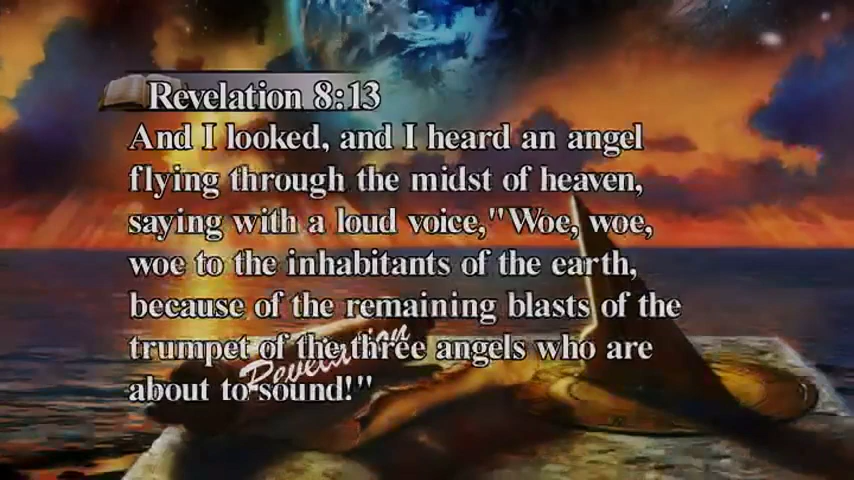 Revelation 8:13
And I looked, and I heard an angel
flying through the midst of heaven,
saying with a loud voice,"Woe, woe,
woe to the inhabitants of the earth,
because of the remaining blasts of the
trumpet of the three angels who are
about to sound!"
Revelation